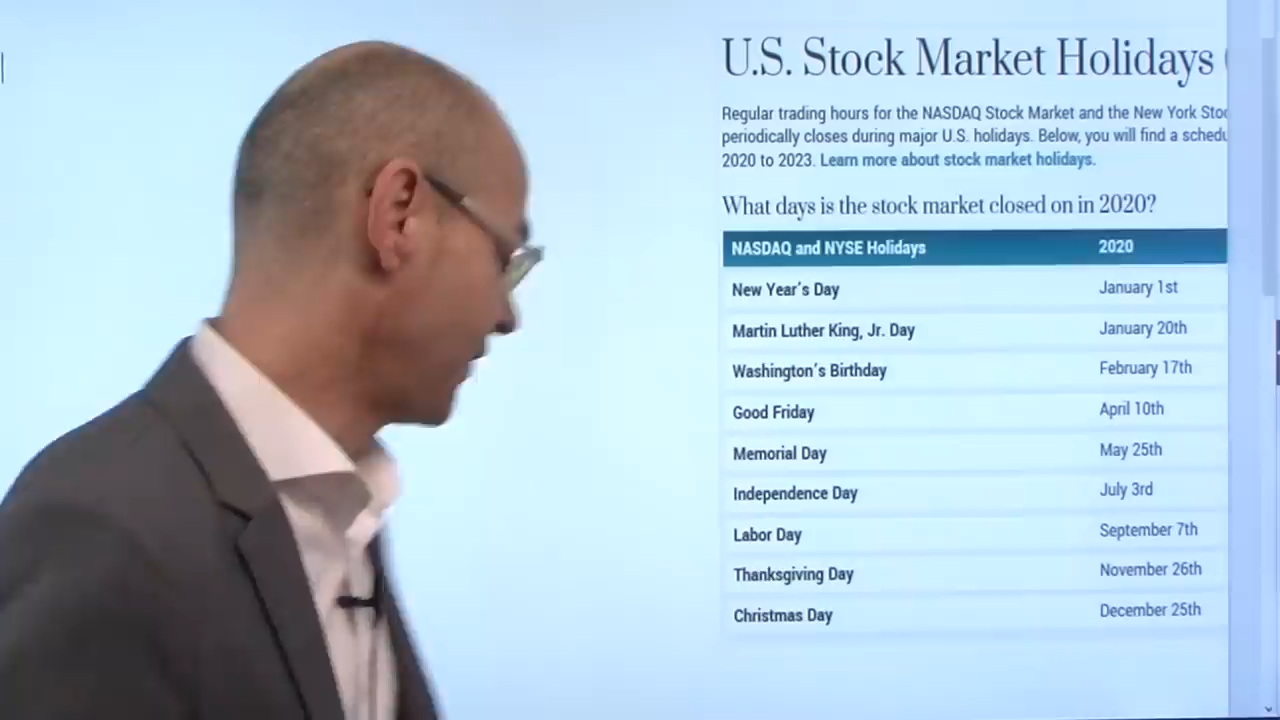 U.S. Stock Market Holidays
Regular trading hours for the NASDAQ Stock Market and the New York
periodically closes during major U.S. holidays. Below, you will find a
2020 to 2023. Learn more about stock market holidays.
What days is the stock market closed on in 2020?
NASDAQ and NYSE Holidays 2020
New Year's Day January 1st
Martin Luther King, Jr. Day January 20th
Washington's Birthday February 17th
Good Friday April 10th
Memorial Day May 25th
Independence Day July 3rd
Labor Day September 7th
Thanksgiving Day November 26th
Christmas Day December 25th